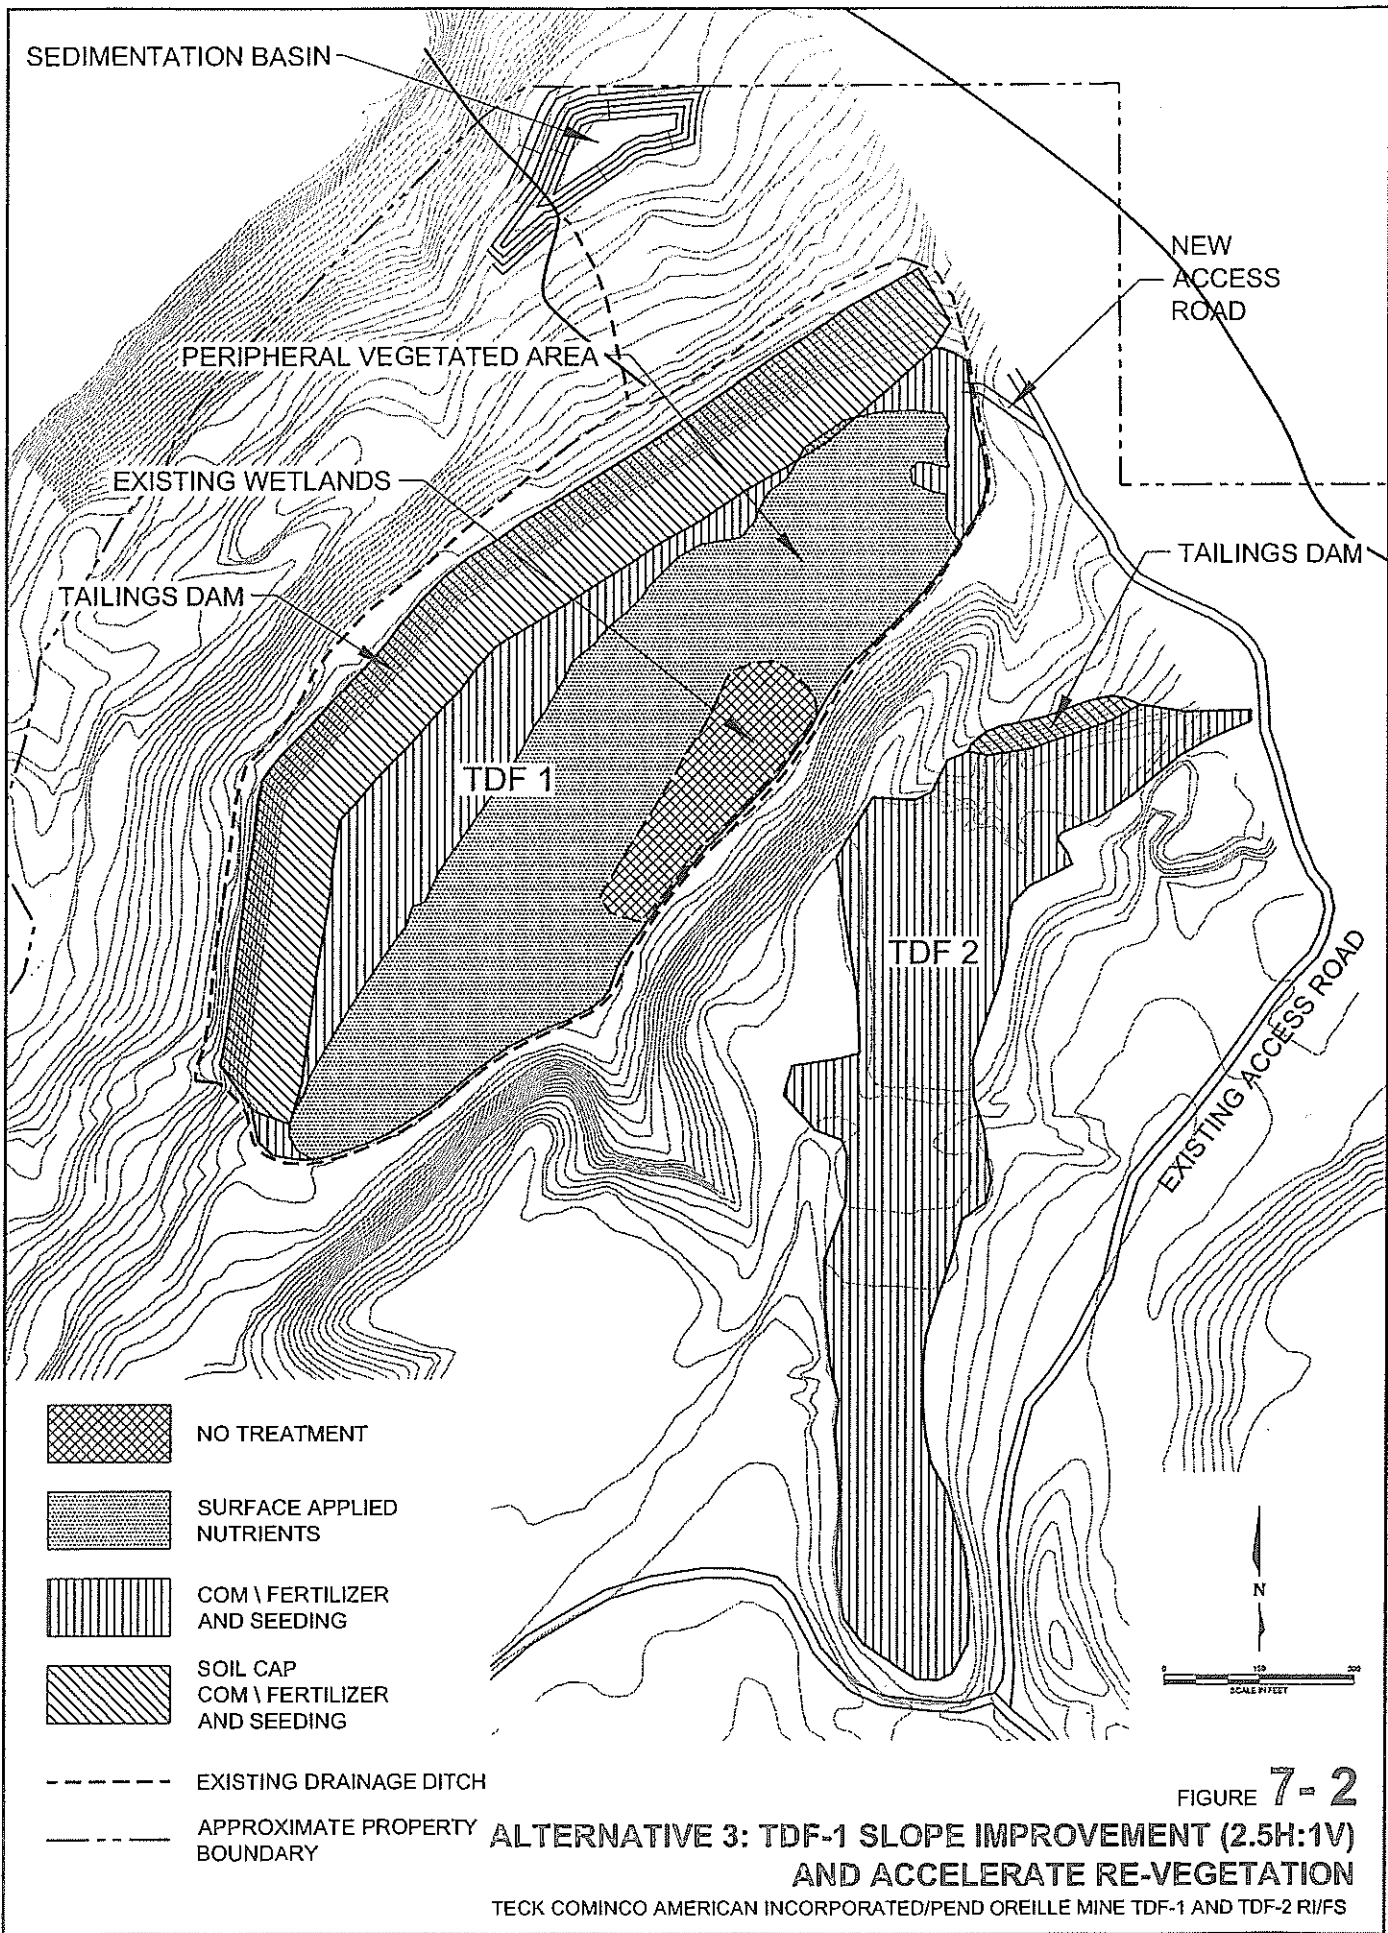 SEDIMENTATION BASIN
NEW
ACCESS
ROAD
PERIPHERAL VEGETATED AREA
EXISTING WETLANDS
TAILINGS DAM
TAILINGS DAM
TDF 1
TDF 2
EXISTING ACCESS ROAD
NO TREATMENT
SURFACE APPLIED
NUTRIENTS
COM \ FERTILIZER
AND SEEDING
SOIL CAP
COM \ FERTILIZER
AND SEEDING
EXISTING DRAINAGE DITCH
APPROXIMATE PROPERTY
BOUNDARY
N
0 150 300
SCALE IN FEET
FIGURE 7-2
ALTERNATIVE 3: TDF-1 SLOPE IMPROVEMENT (2.5H:1V)
AND ACCELERATE RE-VEGETATION
TECK COMINCO AMERICAN INCORPORATED/PEND OREILLE MINE TDF-1 AND TDF-2 RI/FS